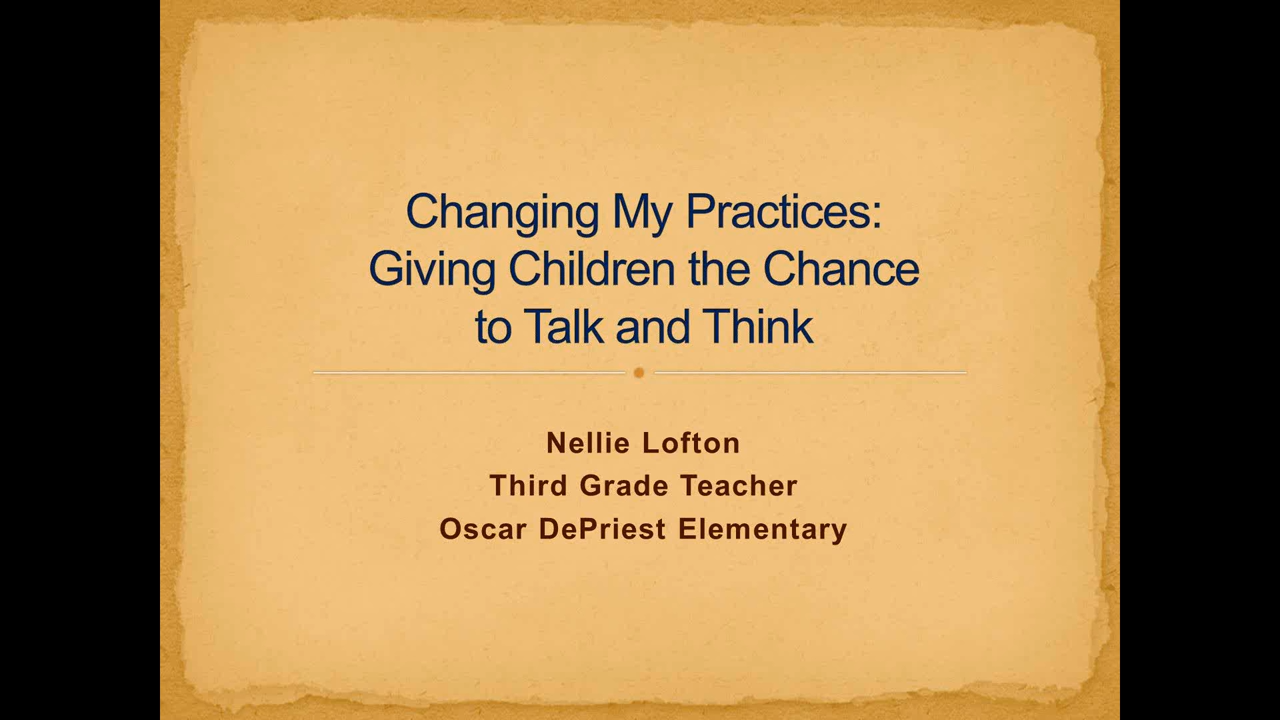 Changing My Practices:
Giving Children the Chance
to Talk and Think
Nellie Lofton
Third Grade Teacher
Oscar DePriest Elementary